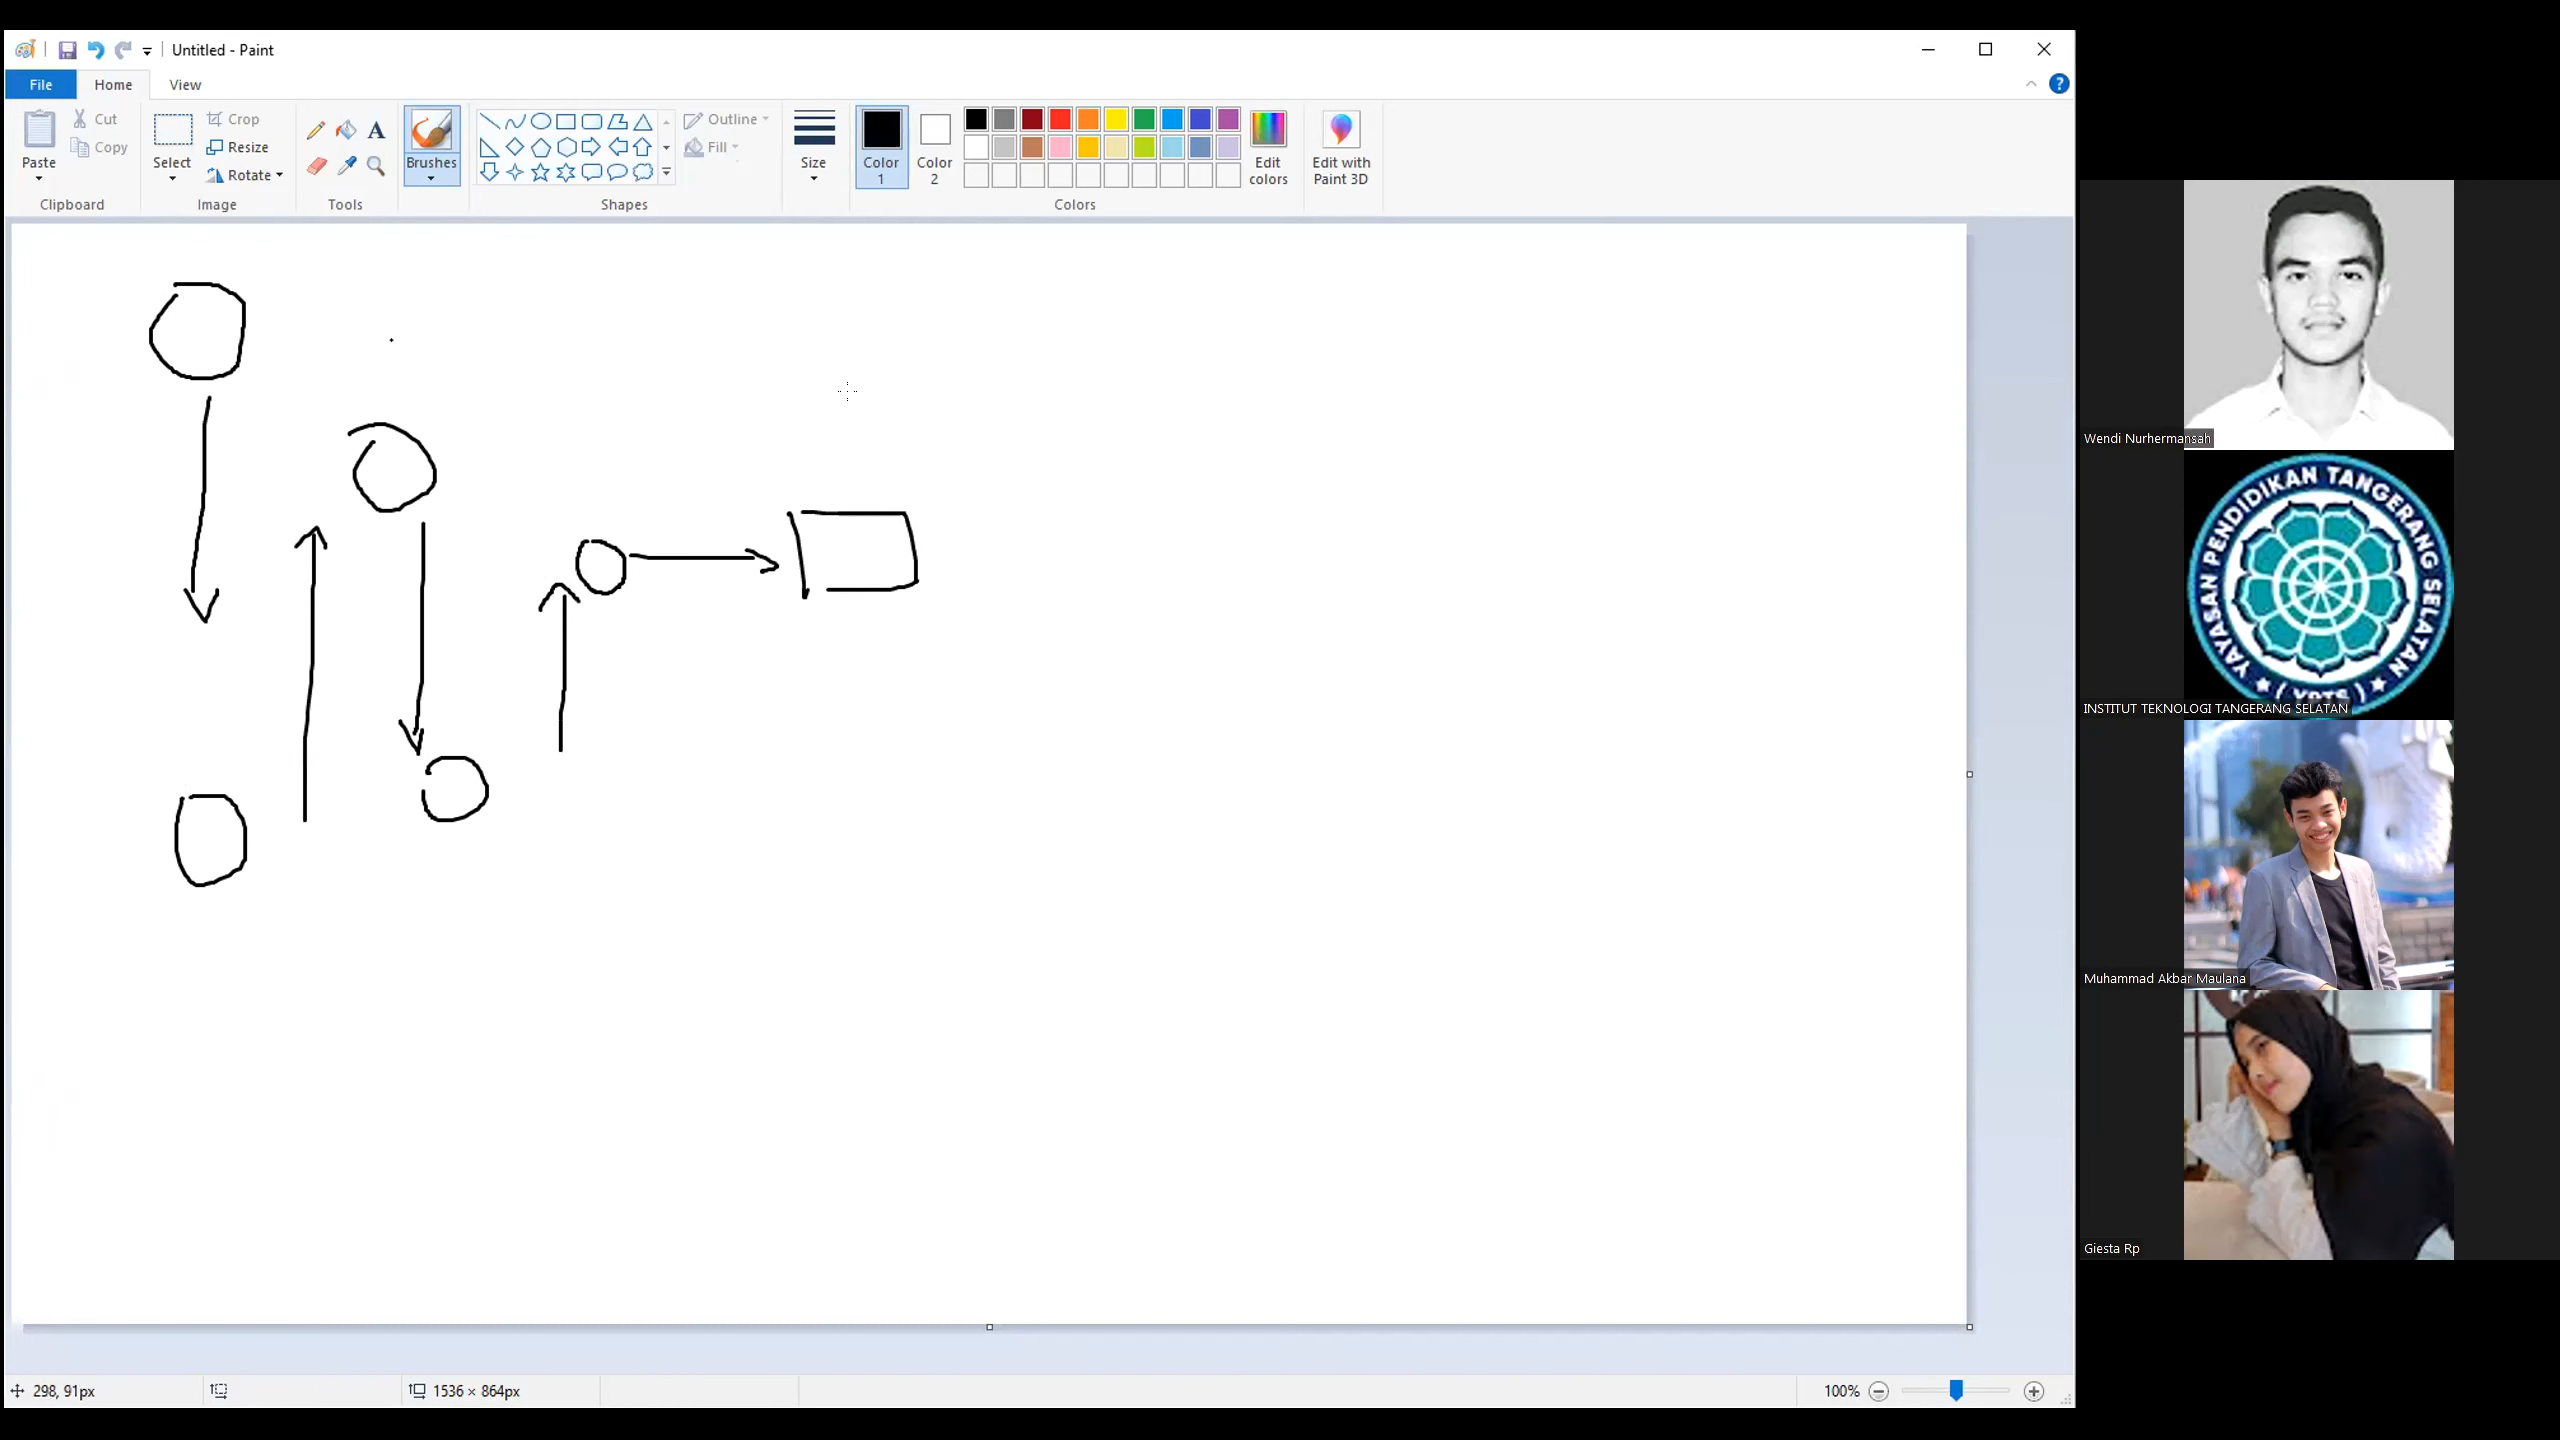 Untitled - Paint
File Home View
Paste
Cut
Copy
Clipboard
Select
Crop
Resize
Rotate
Image
Tools
Brushes
Shapes
Outline
Fill
Size
Color 1
Color 2
Edit colors
Colors
Edit with Paint 3D
Wendi Nurhermansah
YAYASAN PENDIDIKAN TANGERANG SELATAN
( YPTS )
INSTITUT TEKNOLOGI TANGERANG SELATAN
Muhammad Akbar Maulana
Giesta Rp
298, 91px
1536 × 864px
100%